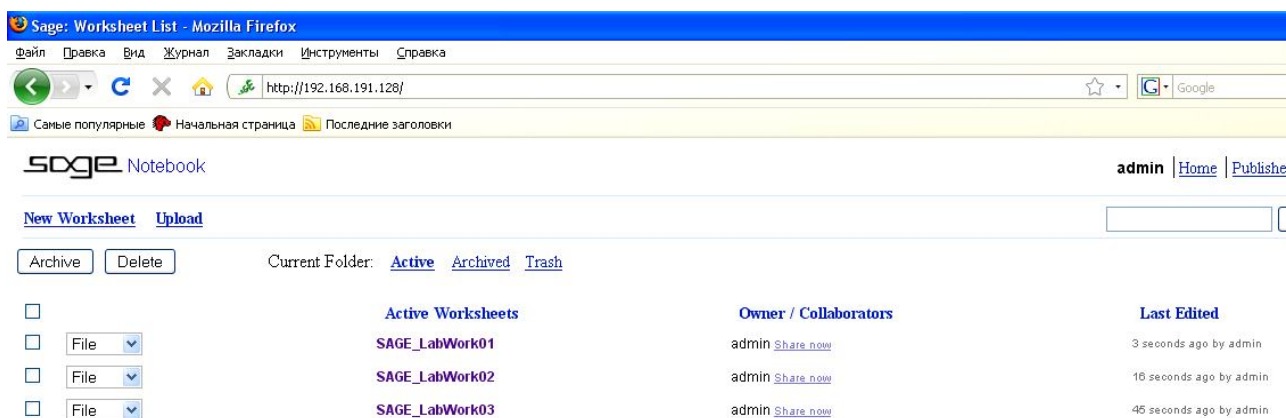 Sage: Worksheet List - Mozilla Firefox
Файл Правка Вид Журнал Закладки Инструменты Справка
http://192.168.191.128/ G Google
Самые популярные Начальная страница Последние заголовки
sage Notebook admin | Home | Publishe
New Worksheet Upload
Archive Delete Current Folder: Active Archived Trash
Active Worksheets Owner / Collaborators Last Edited
File SAGE_LabWork01 admin Share now 3 seconds ago by admin
File SAGE_LabWork02 admin Share now 16 seconds ago by admin
File SAGE_LabWork03 admin Share now 45 seconds ago by admin